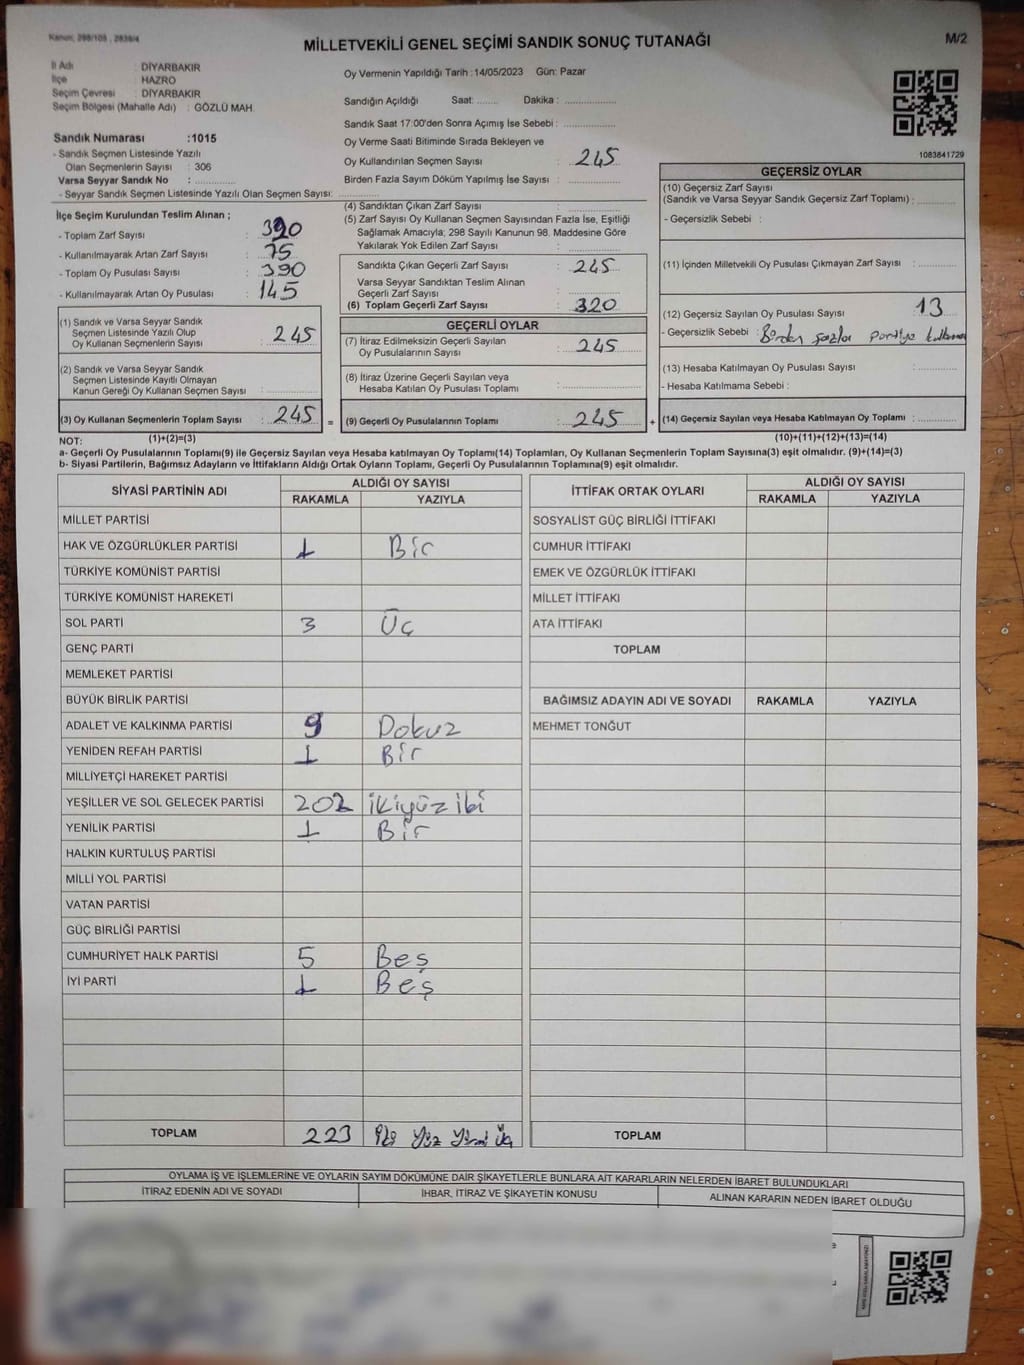 Kanun: 298/105 , 2839/4
MİLLETVEKİLİ GENEL SEÇİMİ SANDIK SONUÇ TUTANAĞI
M/2
İl Adı : DİYARBAKIR
İlçe : HAZRO
Seçim Çevresi : DİYARBAKIR
Seçim Bölgesi (Mahalle Adı) : GÖZLÜ MAH
Sandık Numarası :1015
- Sandık Seçmen Listesinde Yazılı
Olan Seçmenlerin Sayısı : 306
Varsa Seyyar Sandık No : ............
- Seyyar Sandık Seçmen Listesinde Yazılı Olan Seçmen Sayısı: ............
Oy Vermenin Yapıldığı Tarih :14/05/2023 Gün: Pazar
Sandığın Açıldığı Saat: ........ Dakika : ..................
Sandık Saat 17:00'den Sonra Açımış İse Sebebi : ..................
Oy Verme Saati Bitiminde Sırada Bekleyen ve
Oy Kullandırılan Seçmen Sayısı : 245
Birden Fazla Sayım Döküm Yapılmış İse Sayısı : ..................
1083841729
İlçe Seçim Kurulundan Teslim Alınan ;
- Toplam Zarf Sayısı : 390
- Kullanılmayarak Artan Zarf Sayısı : 75
- Toplam Oy Pusulası Sayısı : 390
- Kullanılmayarak Artan Oy Pusulası : 145
(1) Sandık ve Varsa Seyyar Sandık
Seçmen Listesinde Yazılı Olup
Oy Kullanan Seçmenlerin Sayısı : 245
(2) Sandık ve Varsa Seyyar Sandık
Seçmen Listesinde Kayıtlı Olmayan
Kanun Gereği Oy Kullanan Seçmen Sayısı : ............
(3) Oy Kullanan Seçmenlerin Toplam Sayısı : 245 =
(4) Sandıktan Çıkan Zarf Sayısı : ............
(5) Zarf Sayısı Oy Kullanan Seçmen Sayısından Fazla İse, Eşitliği
Sağlamak Amacıyla; 298 Sayılı Kanunun 98. Maddesine Göre
Yakılarak Yok Edilen Zarf Sayısı : ............
Sandıkta Çıkan Geçerli Zarf Sayısı : 245
Varsa Seyyar Sandıktan Teslim Alınan
Geçerli Zarf Sayısı : ............
(6) Toplam Geçerli Zarf Sayısı : 320
GEÇERLİ OYLAR
(7) İtiraz Edilmeksizin Geçerli Sayılan
Oy Pusulalarının Sayısı : 245
(8) İtiraz Üzerine Geçerli Sayılan veya
Hesaba Katılan Oy Pusulaları Toplamı : ............
(9) Geçerli Oy Pusulalarının Toplamı : 245 +
GEÇERSİZ OYLAR
(10) Geçersiz Zarf Sayısı
(Sandık ve Varsa Seyyar Sandık Geçersiz Zarf Toplamı) : ............
- Geçersizlik Sebebi :
(11) İçinden Milletvekili Oy Pusulası Çıkmayan Zarf Sayısı : ............
(12) Geçersiz Sayılan Oy Pusulası Sayısı : 13
- Geçersizlik Sebebi : Birden fazla partiye
(13) Hesaba Katılmayan Oy Pusulası Sayısı : ............
- Hesaba Katılmama Sebebi :
(14) Geçersiz Sayılan veya Hesaba Katılmayan Oy Toplamı : ............
NOT: (1)+(2)=(3)
(10)+(11)+(12)+(13)=(14)
a- Geçerli Oy Pusulalarının Toplamı(9) ile Geçersiz Sayılan veya Hesaba Katılmayan Oy Toplamı(14) Toplamları, Oy Kullanan Seçmenlerin Toplam Sayısına(3) eşit olmalıdır. (9)+(14)=(3)
b- Siyasi Partilerin, Bağımsız Adayların ve İttifakların Aldığı Ortak Oyların Toplamı, Geçerli Oy Pusulalarının Toplamına(9) eşit olmalıdır.
SİYASİ PARTİNİN ADI ALDIĞI OY SAYISI
RAKAMLA YAZIYLA
MİLLET PARTİSİ
HAK VE ÖZGÜRLÜKLER PARTİSİ 1 Bir
TÜRKİYE KOMÜNİST PARTİSİ
TÜRKİYE KOMÜNİST HAREKETİ
SOL PARTİ 3 Üç
GENÇ PARTİ
MEMLEKET PARTİSİ
BÜYÜK BİRLİK PARTİSİ
ADALET VE KALKINMA PARTİSİ 9 Dokuz
YENİDEN REFAH PARTİSİ 1 Bir
MİLLİYETÇİ HAREKET PARTİSİ
YEŞİLLER VE SOL GELECEK PARTİSİ 202 ikiyüz iki
YENİLİK PARTİSİ 1 Bir
HALKIN KURTULUŞ PARTİSİ
MİLLİ YOL PARTİSİ
VATAN PARTİSİ
GÜÇ BİRLİĞİ PARTİSİ
CUMHURİYET HALK PARTİSİ 5 Beş
İYİ PARTİ 1 Beş
TOPLAM 223 iki Yüz Yirmi Üç
İTTİFAK ORTAK OYLARI ALDIĞI OY SAYISI
RAKAMLA YAZIYLA
SOSYALİST GÜÇ BİRLİĞİ İTTİFAKI
CUMHUR İTTİFAKI
EMEK VE ÖZGÜRLÜK İTTİFAKI
MİLLET İTTİFAKI
ATA İTTİFAKI
TOPLAM
BAĞIMSIZ ADAYIN ADI VE SOYADI RAKAMLA YAZIYLA
MEHMET TONĞUT
TOPLAM
OYLAMA İŞ VE İŞLEMLERİNE VE OYLARIN SAYIM DÖKÜMÜNE DAİR ŞİKAYETLERLE BUNLARA AİT KARARLARIN NELERDEN İBARET BULUNDUKLARI
İTİRAZ EDENİN ADI VE SOYADI İHBAR, İTİRAZ VE ŞİKAYETİN KONUSU ALINAN KARARIN NEDEN İBARET OLDUĞU